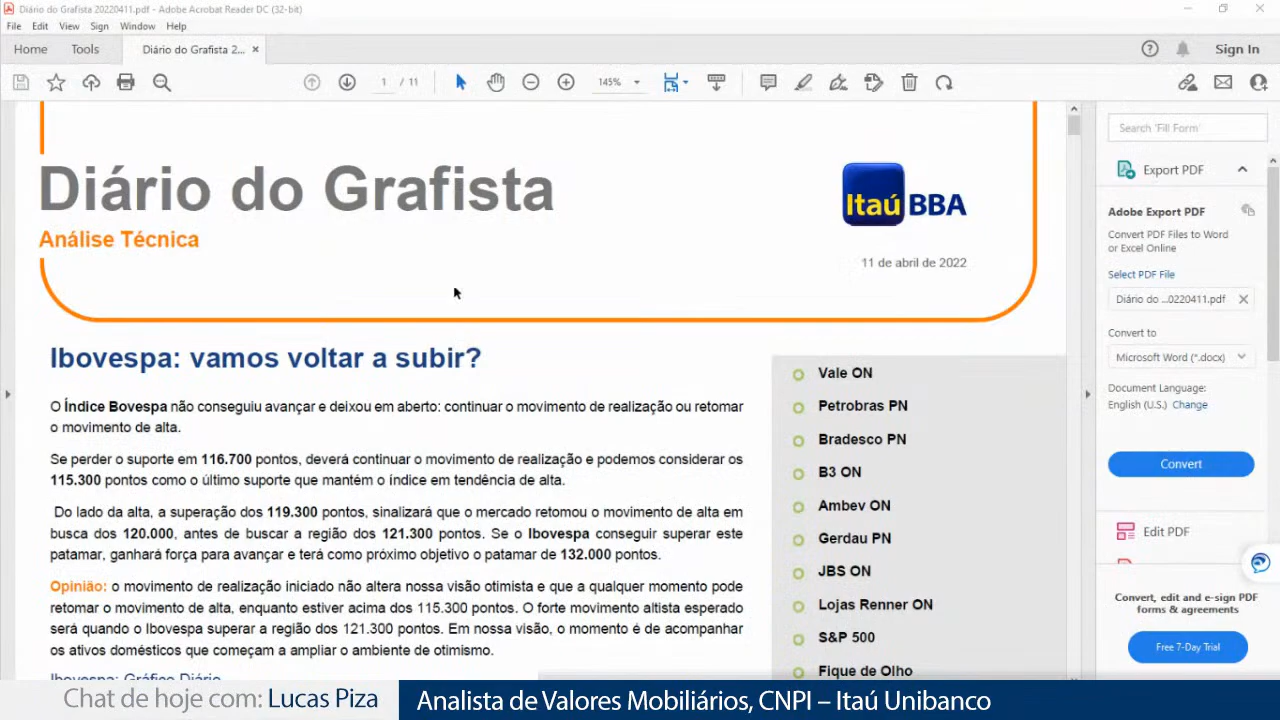 Diário do Grafista 20220411.pdf - Adobe Acrobat Reader DC (32-bit)
File Edit View Sign Window Help
Home Tools Diário do Grafista 2... × Sign In
1 / 11 145%
Diário do Grafista
Análise Técnica
Itaú BBA
11 de abril de 2022
Ibovespa: vamos voltar a subir?
O Índice Bovespa não conseguiu avançar e deixou em aberto: continuar o movimento de realização ou retomar
o movimento de alta.
Se perder o suporte em 116.700 pontos, deverá continuar o movimento de realização e podemos considerar os
115.300 pontos como o último suporte que mantém o índice em tendência de alta.
Do lado da alta, a superação dos 119.300 pontos, sinalizará que o mercado retomou o movimento de alta em
busca dos 120.000, antes de buscar a região dos 121.300 pontos. Se o Ibovespa conseguir superar este
patamar, ganhará força para avançar e terá como próximo objetivo o patamar de 132.000 pontos.
Opinião: o movimento de realização iniciado não altera nossa visão otimista e que a qualquer momento pode
retomar o movimento de alta, enquanto estiver acima dos 115.300 pontos. O forte movimento altista esperado
será quando o Ibovespa superar a região dos 121.300 pontos. Em nossa visão, o momento é de acompanhar
os ativos domésticos que começam a ampliar o ambiente de otimismo.
Ibovespa: Gráfico Diário
Vale ON
Petrobras PN
Bradesco PN
B3 ON
Ambev ON
Gerdau PN
JBS ON
Lojas Renner ON
S&P 500
Fique de Olho
Search 'Fill Form'
Export PDF
Adobe Export PDF
Convert PDF Files to Word
or Excel Online
Select PDF File
Diário do ...0220411.pdf
Convert to
Microsoft Word (*.docx)
Document Language:
English (U.S.) Change
Convert
Edit PDF
Convert, edit and e-sign PDF
forms & agreements
Free 7-Day Trial
Chat de hoje com: Lucas Piza
Analista de Valores Mobiliários, CNPI – Itaú Unibanco